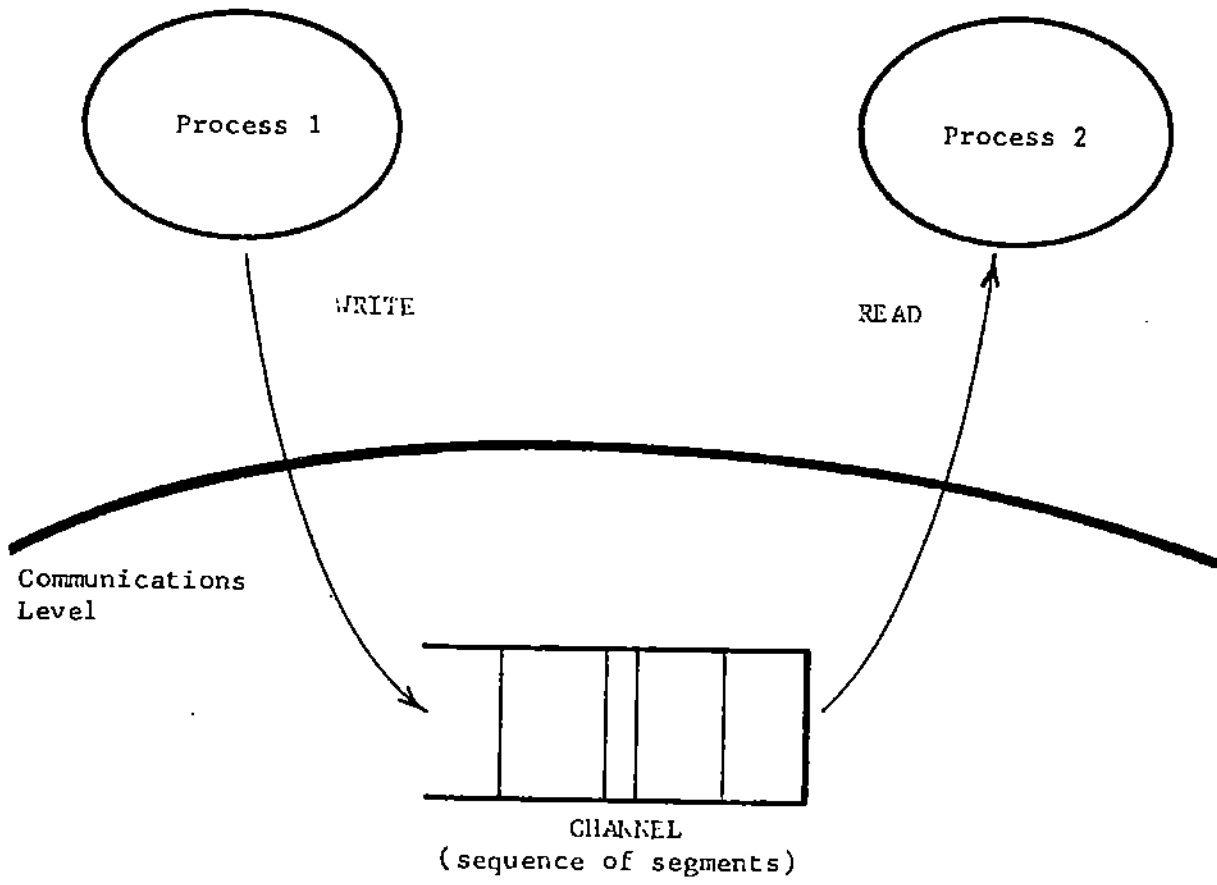 Process 1
Process 2
WRITE
READ
Communications
Level
CHANNEL
(sequence of segments)